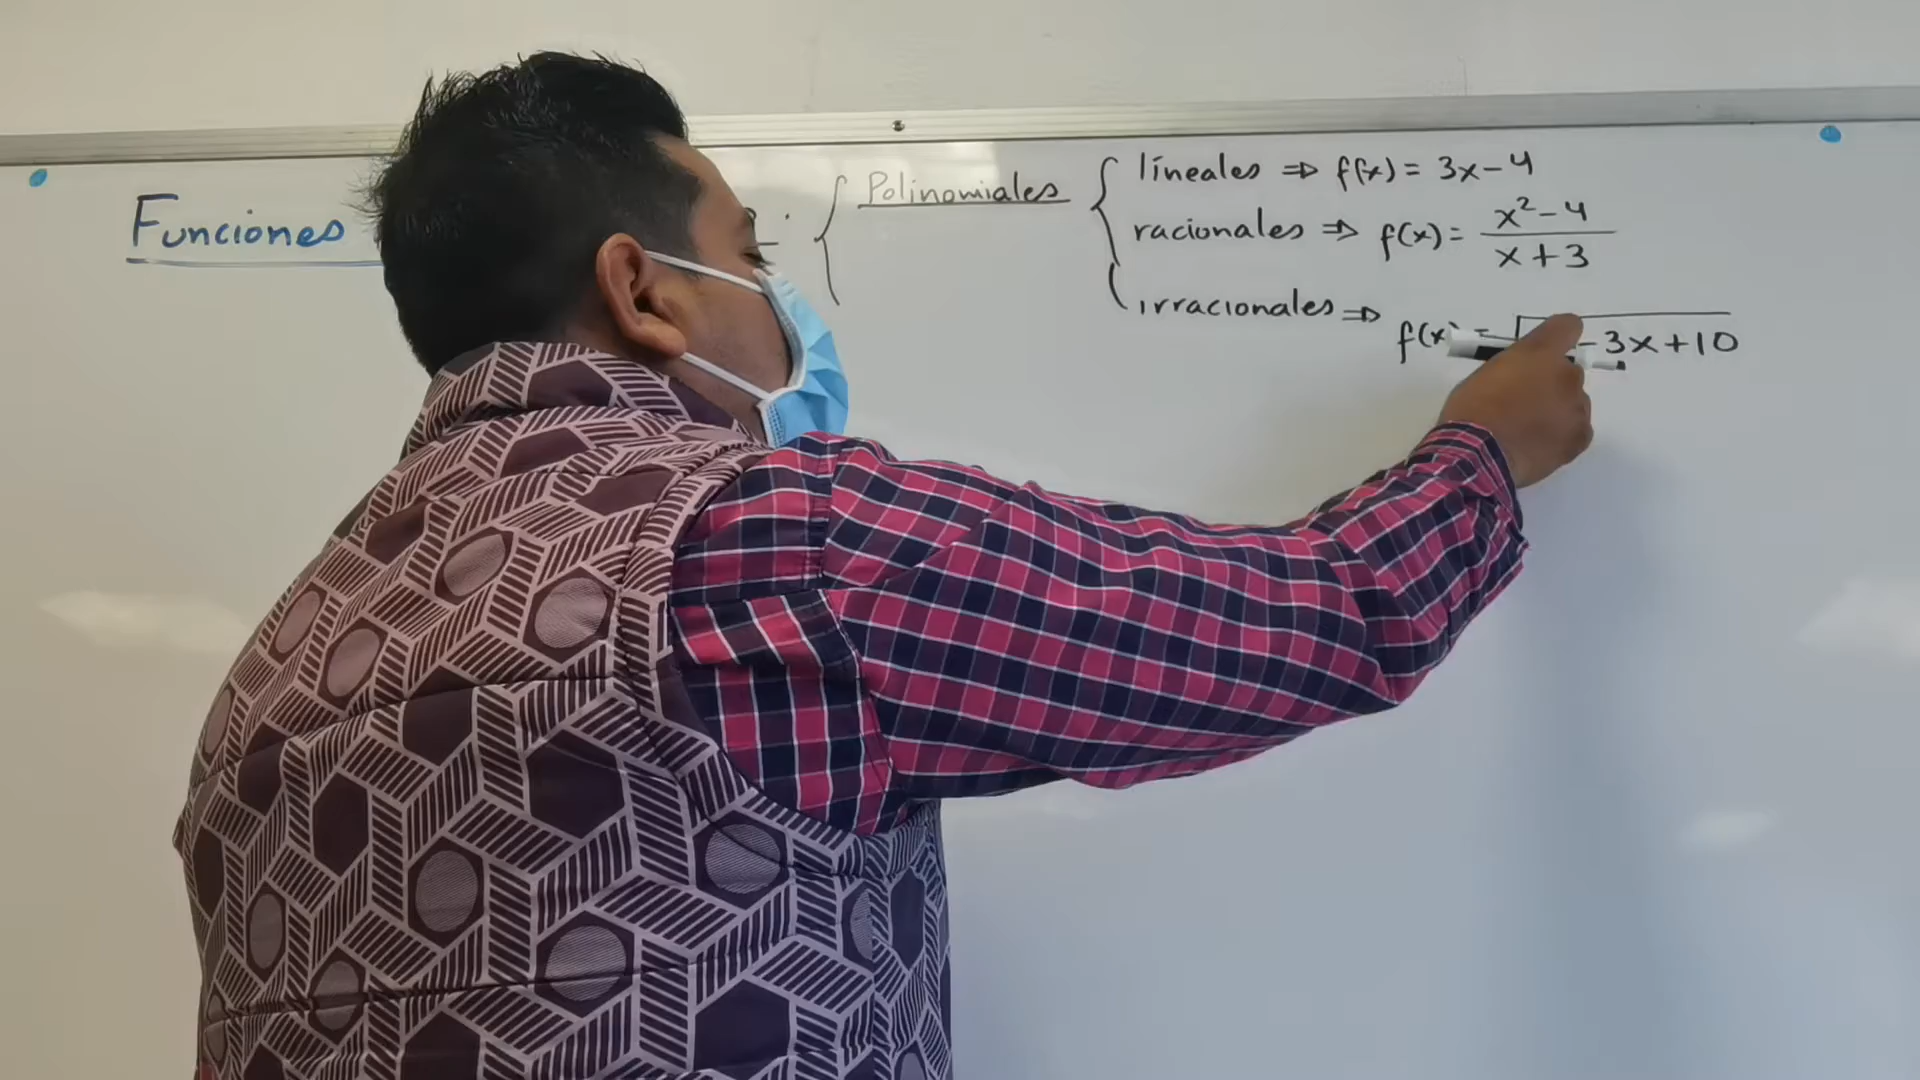 Funciones
Polinomiales
líneales ⇒ f(x) = 3x-4
racionales ⇒ f(x) = x²-4 / x+3
irracionales ⇒
f(x) = √ -3x+10